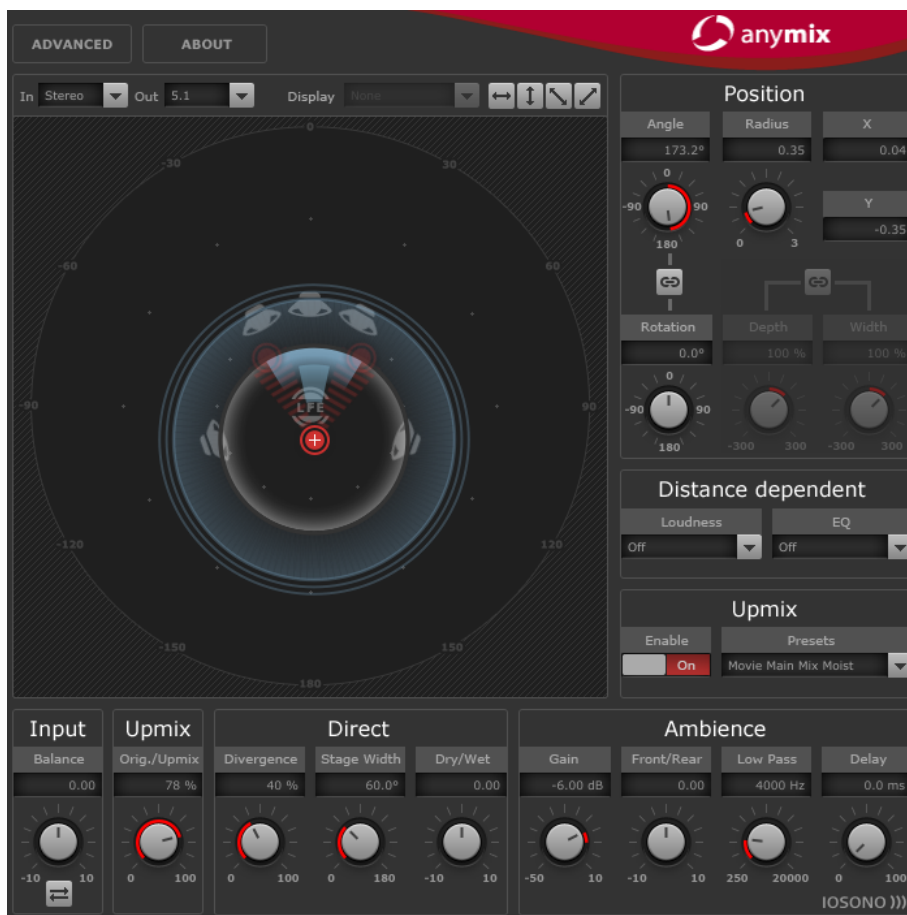 ADVANCED ABOUT anymix
In Stereo Out 5.1 Display None
0
-30 30
-60 60
-90 90
-120 120
-150 150
-180
LFE
Position
Angle Radius X
173.2° 0.35 0.04
0
-90 90
180
0 3
Y
-0.35
Rotation Depth Width
0.0° 100 % 100 %
0
-90 90
180
-300 300 -300 300
Distance dependent
Loudness EQ
Off Off
Upmix
Enable Presets
On Movie Main Mix Moist
Input
Balance
0.00
-10 10
Upmix
Orig./Upmix
78 %
0 100
Direct
Divergence Stage Width Dry/Wet
40 % 60.0° 0.00
0 100 0 180 -10 10
Ambience
Gain Front/Rear Low Pass Delay
-6.00 dB 0.00 4000 Hz 0.0 ms
-50 10 -10 10 250 20000 0 100
IOSONO )))